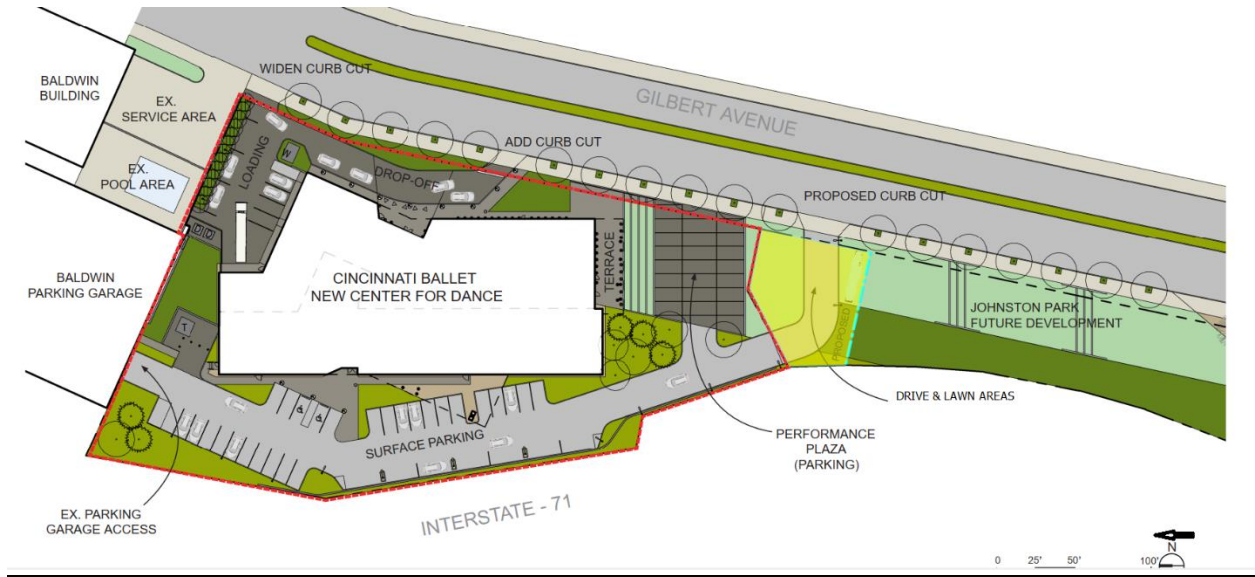 WIDEN CURB CUT
BALDWIN
BUILDING
EX.
SERVICE AREA
GILBERT AVENUE
ADD CURB CUT
LOADING
W
DROP-OFF
EX.
POOL AREA
PROPOSED CURB CUT
TERRACE
BALDWIN
PARKING GARAGE
CINCINNATI BALLET
NEW CENTER FOR DANCE
JOHNSTON PARK
FUTURE DEVELOPMENT
PROPOSED
T
DRIVE & LAWN AREAS
SURFACE PARKING
PERFORMANCE
PLAZA
(PARKING)
EX. PARKING
GARAGE ACCESS
INTERSTATE - 71
N
0 25' 50' 100'